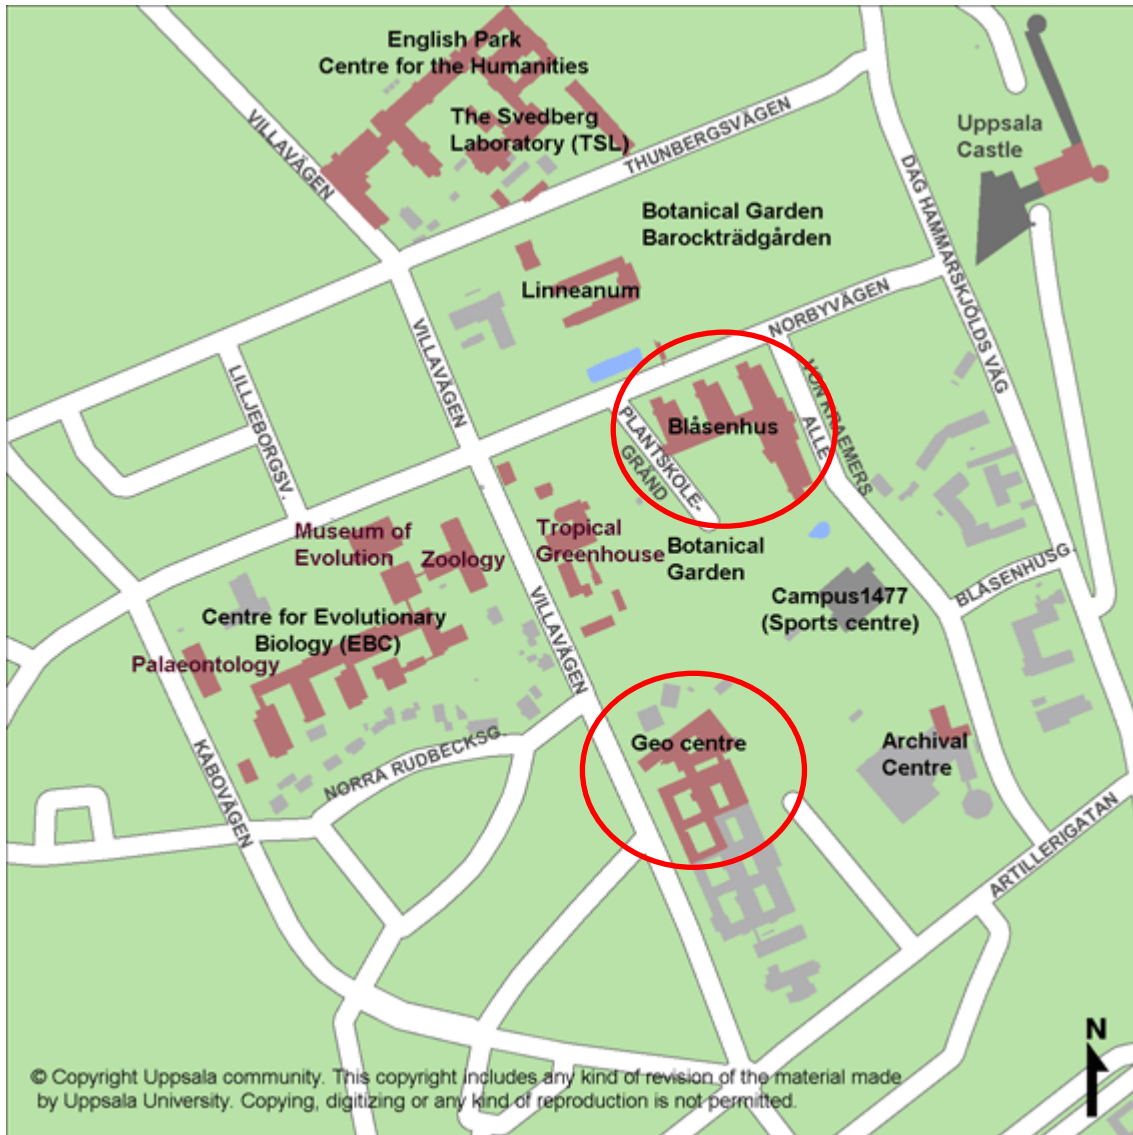 English Park
Centre for the Humanities
The Svedberg
Laboratory (TSL)
VILLAVÄGEN
THUNBERGSVÄGEN
Uppsala
Castle
DAG HAMMARSKJÖLDS VÄG
Botanical Garden
Barockträdgården
Linneanum
NORBYVÄGEN
VILLAVÄGEN
LILLJEBORGSV.
VON KRAEMERS
ALLE
PLANTSKOLE-
GRÄND
Blåsenhus
Museum of
Evolution
Zoology
Tropical
Greenhouse
Botanical
Garden
BLÅSENHUSG.
Campus1477
(Sports centre)
Centre for Evolutionary
Biology (EBC)
Palaeontology
VILLAVÄGEN
KÅBOVÄGEN
NORRA RUDBECKSG.
Geo centre
Archival
Centre
ARTILLERIGATAN
N
© Copyright Uppsala community. This copyright includes any kind of revision of the material made
by Uppsala University. Copying, digitizing or any kind of reproduction is not permitted.